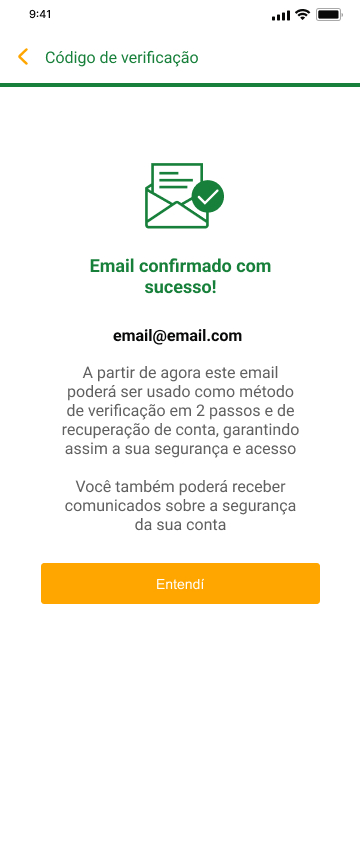 9:41
Código de verificação
Email confirmado com
sucesso!
email@email.com
A partir de agora este email
poderá ser usado como método
de verificação em 2 passos e de
recuperação de conta, garantindo
assim a sua segurança e acesso
Você também poderá receber
comunicados sobre a segurança
da sua conta
Entendí